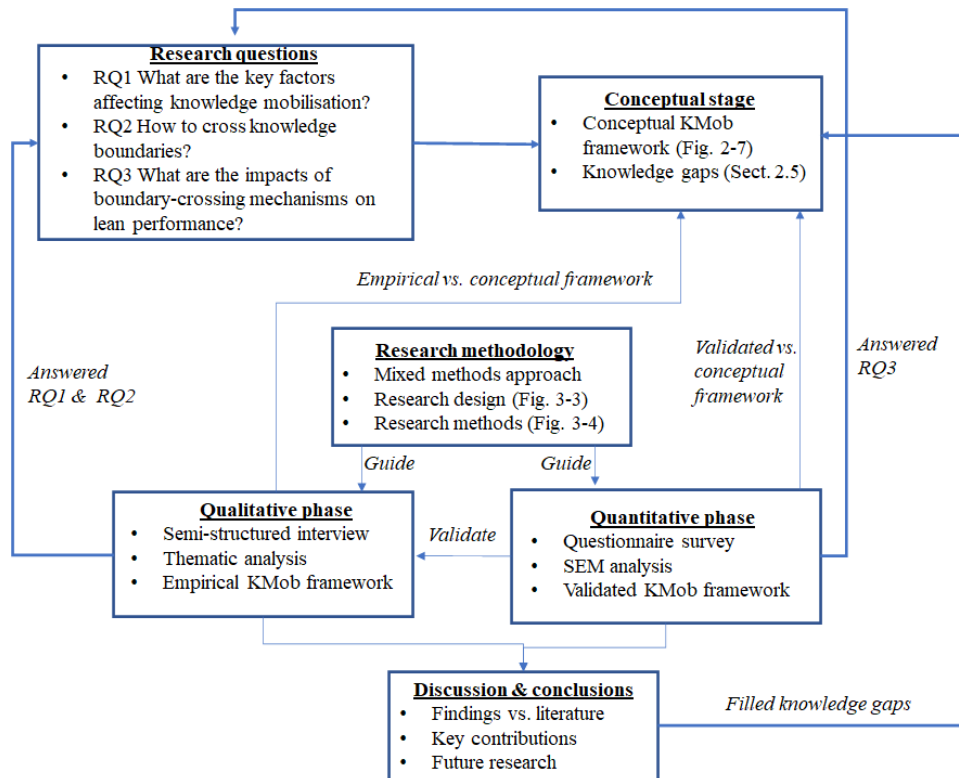 Research questions
• RQ1 What are the key factors
affecting knowledge mobilisation?
• RQ2 How to cross knowledge
boundaries?
• RQ3 What are the impacts of
boundary-crossing mechanisms on
lean performance?
Conceptual stage
• Conceptual KMob
framework (Fig. 2-7)
• Knowledge gaps (Sect. 2.5)
Empirical vs. conceptual framework
Answered
RQ1 & RQ2
Research methodology
• Mixed methods approach
• Research design (Fig. 3-3)
• Research methods (Fig. 3-4)
Validated vs.
conceptual
framework
Answered
RQ3
Guide
Guide
Qualitative phase
• Semi-structured interview
• Thematic analysis
• Empirical KMob framework
Validate
Quantitative phase
• Questionnaire survey
• SEM analysis
• Validated KMob framework
Discussion & conclusions
• Findings vs. literature
• Key contributions
• Future research
Filled knowledge gaps